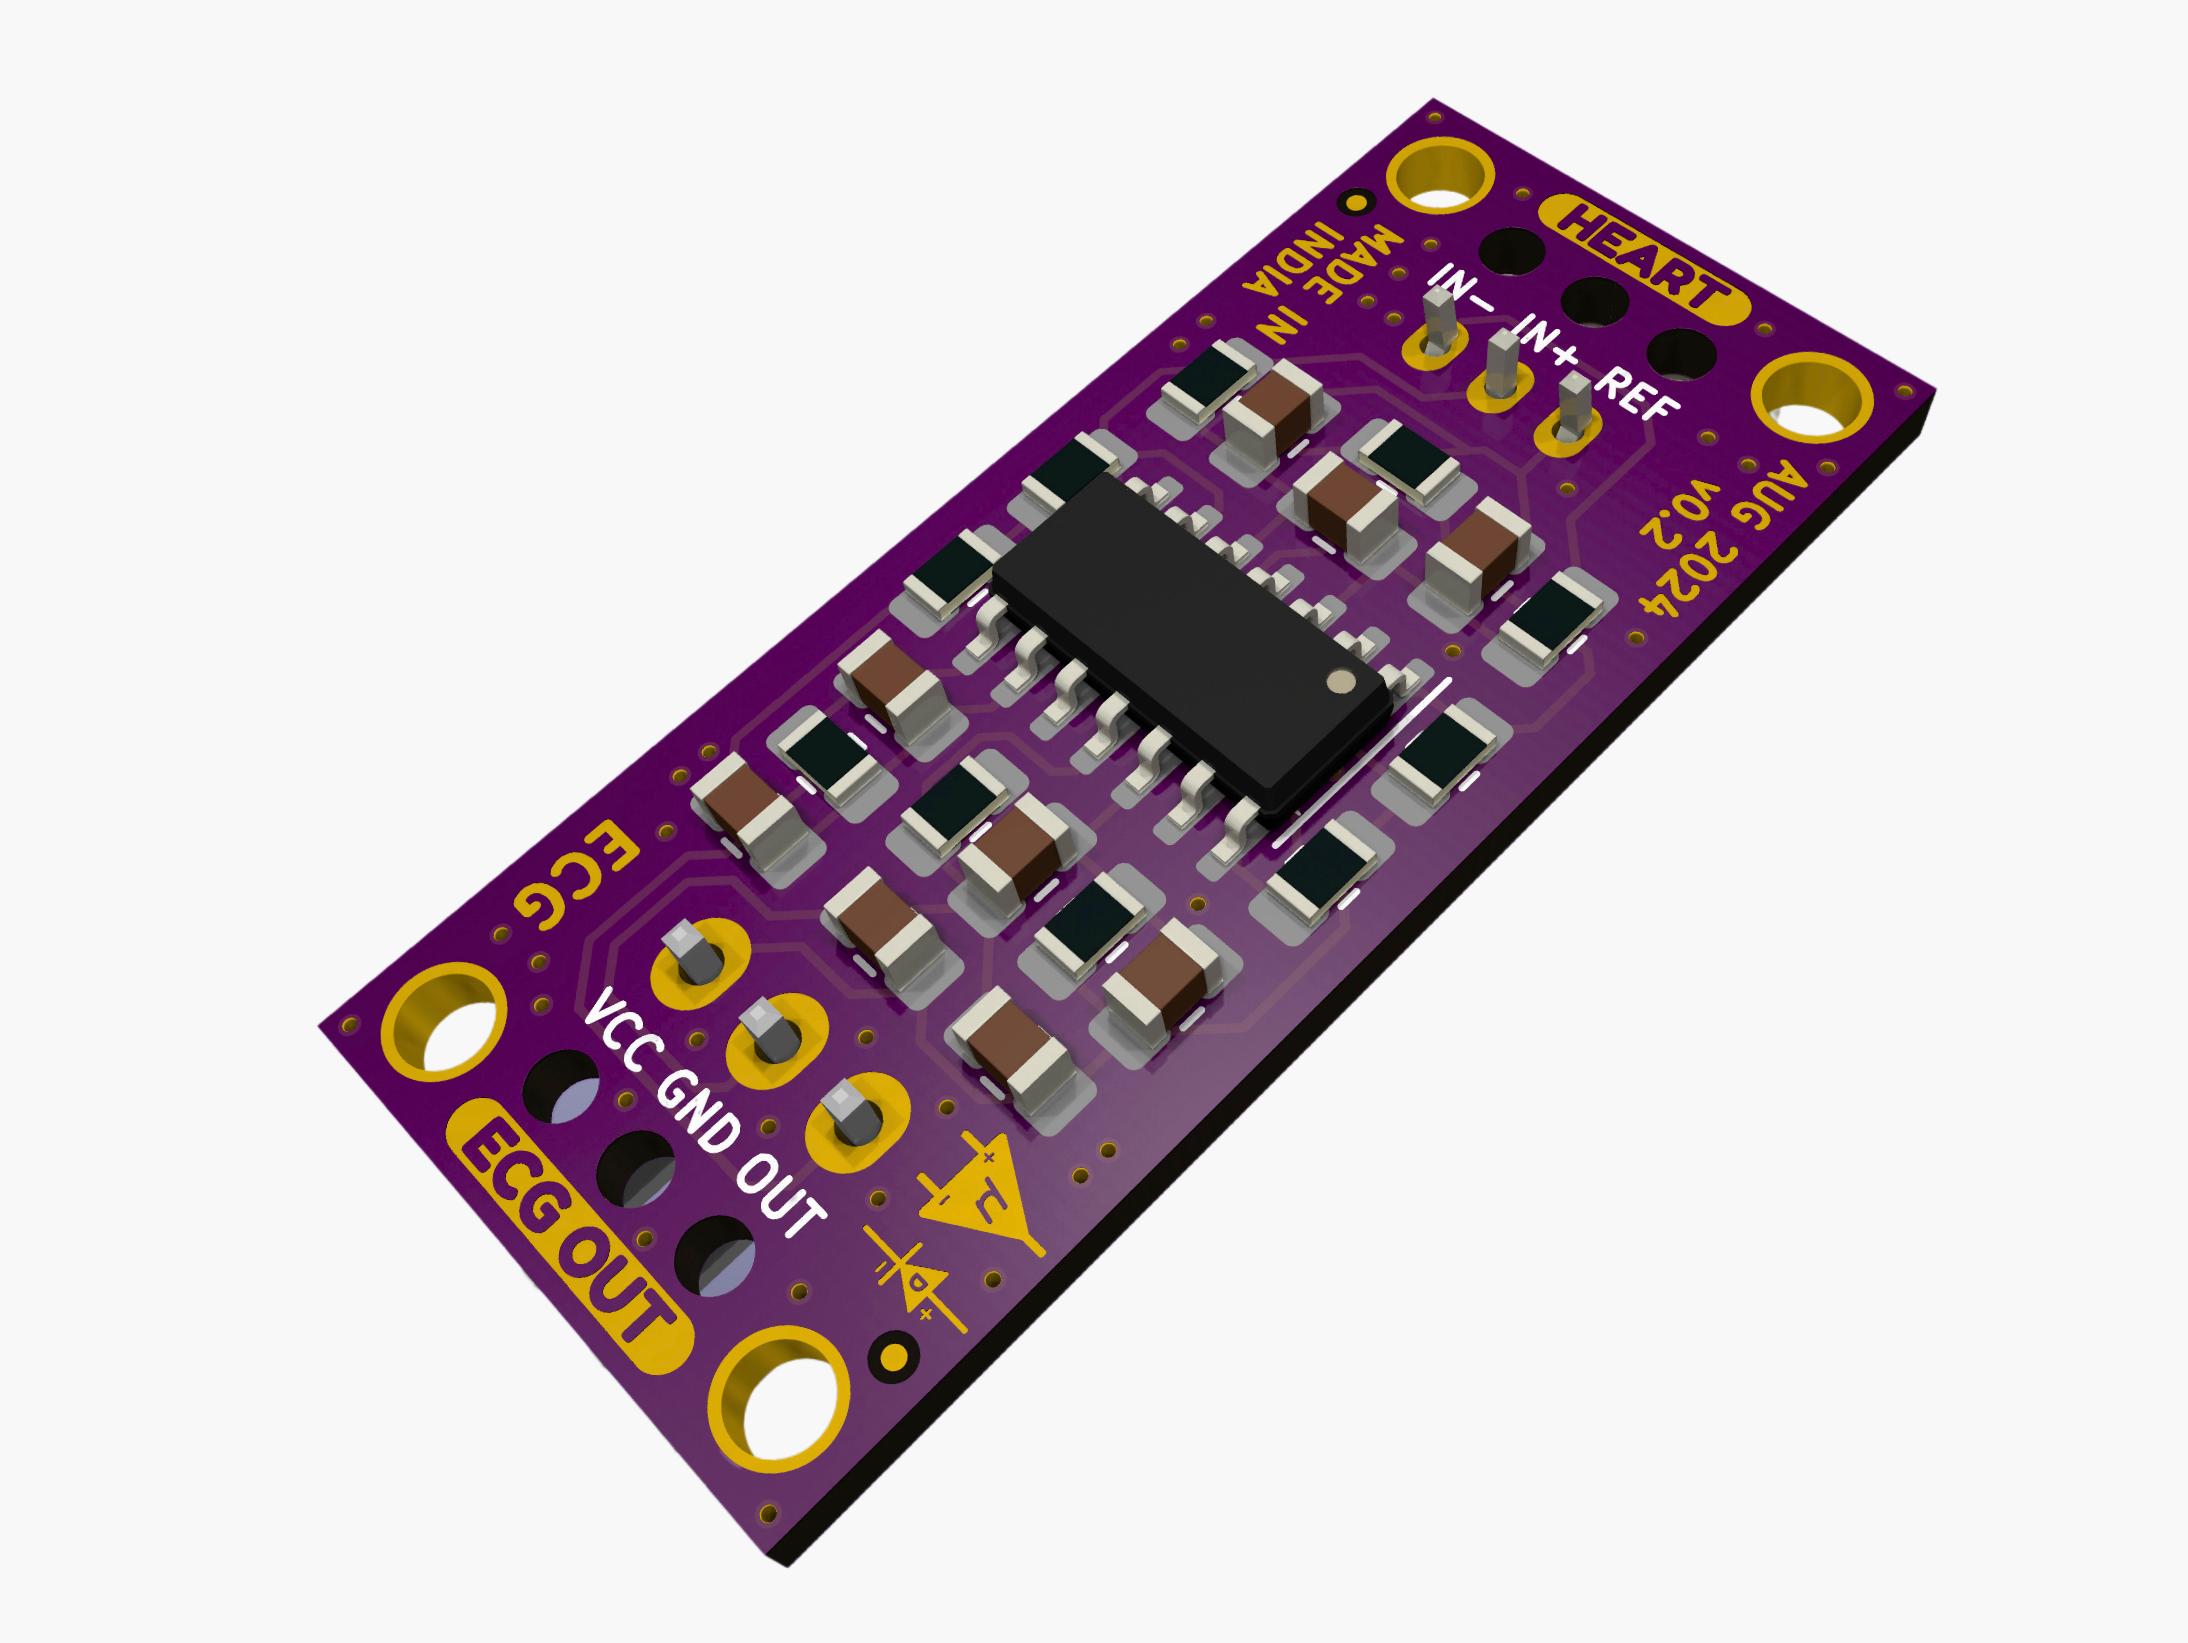 HEART
IN- IN+ REF
MADE IN
INDIA
AUG 2024
v0.2
ECG
VCC GND OUT
ECG OUT
+
-
μ
-
D
+